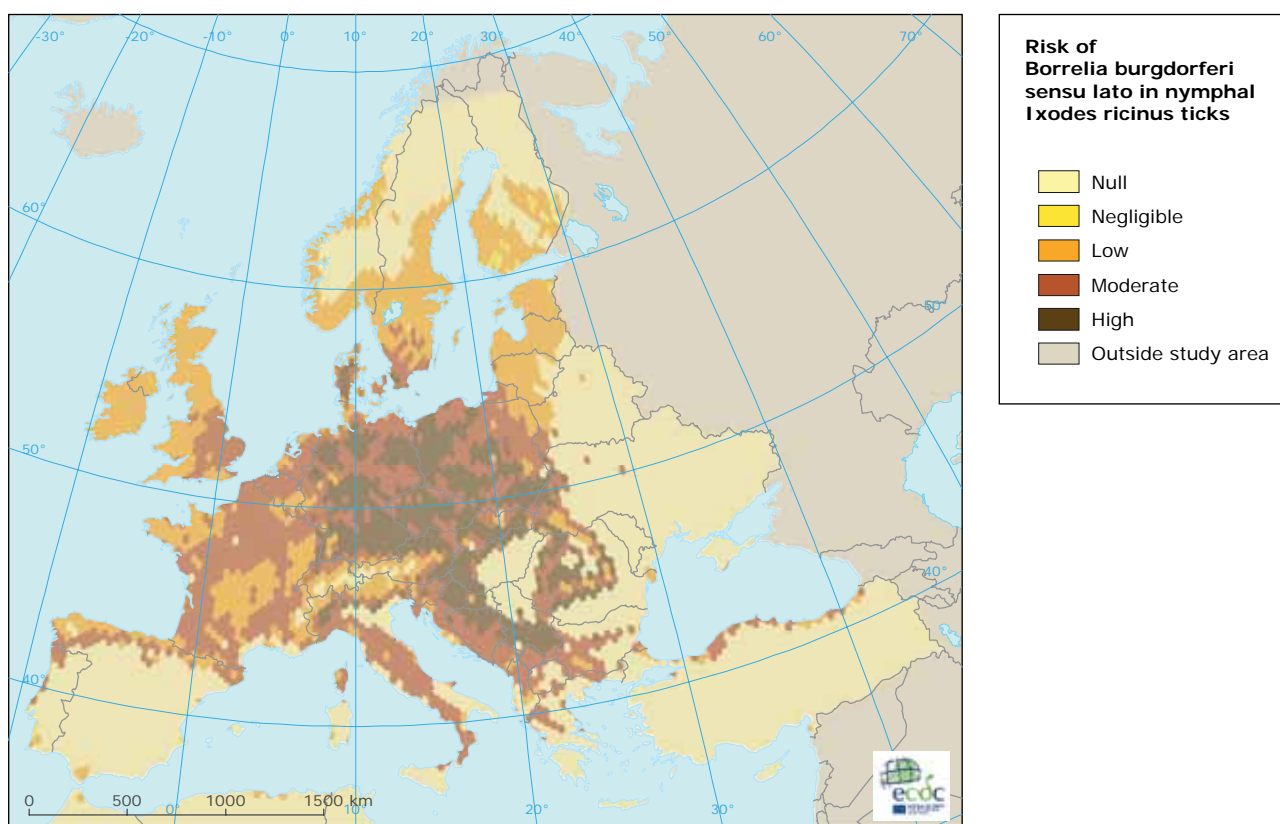 -30°
-20°
-10°
0°
10°
20°
30°
40°
50°
60°
70°
60°
50°
50°
40°
40°
0 500 1000 1500 km
0°
10°
20°
30°
ecdc
Risk of
Borrelia burgdorferi
sensu lato in nymphal
Ixodes ricinus ticks
Null
Negligible
Low
Moderate
High
Outside study area